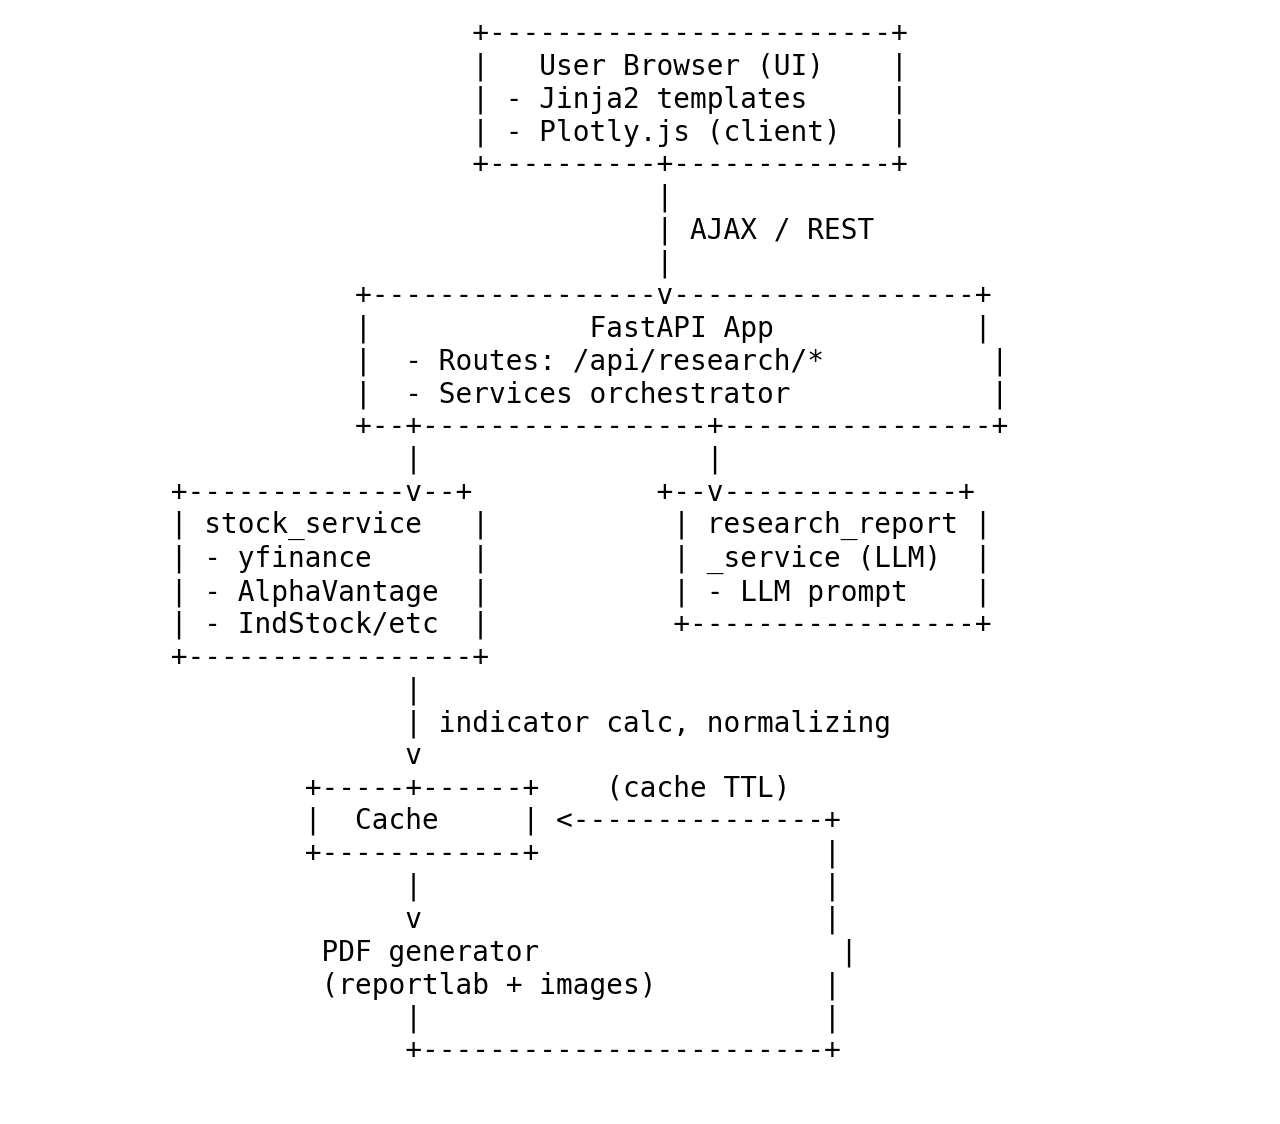 +------------------------+
|   User Browser (UI)    |
| - Jinja2 templates     |
| - Plotly.js (client)   |
+----------+-------------+
|
| AJAX / REST
|
+-----------------v------------------+
|             FastAPI App            |
|  - Routes: /api/research/*          |
|  - Services orchestrator            |
+--+-----------------+----------------+
|                 |
+-------------v--+           +--v--------------+
| stock_service   |           | research_report |
| - yfinance      |           | _service (LLM)  |
| - AlphaVantage  |           | - LLM prompt    |
| - IndStock/etc  |           +-----------------+
+-----------------+
|
| indicator calc, normalizing
v
+-----+------+    (cache TTL)
|  Cache     | <---------------+
+------------+                 |
|                        |
v                        |
PDF generator                  |
(reportlab + images)          |
|                        |
+------------------------+